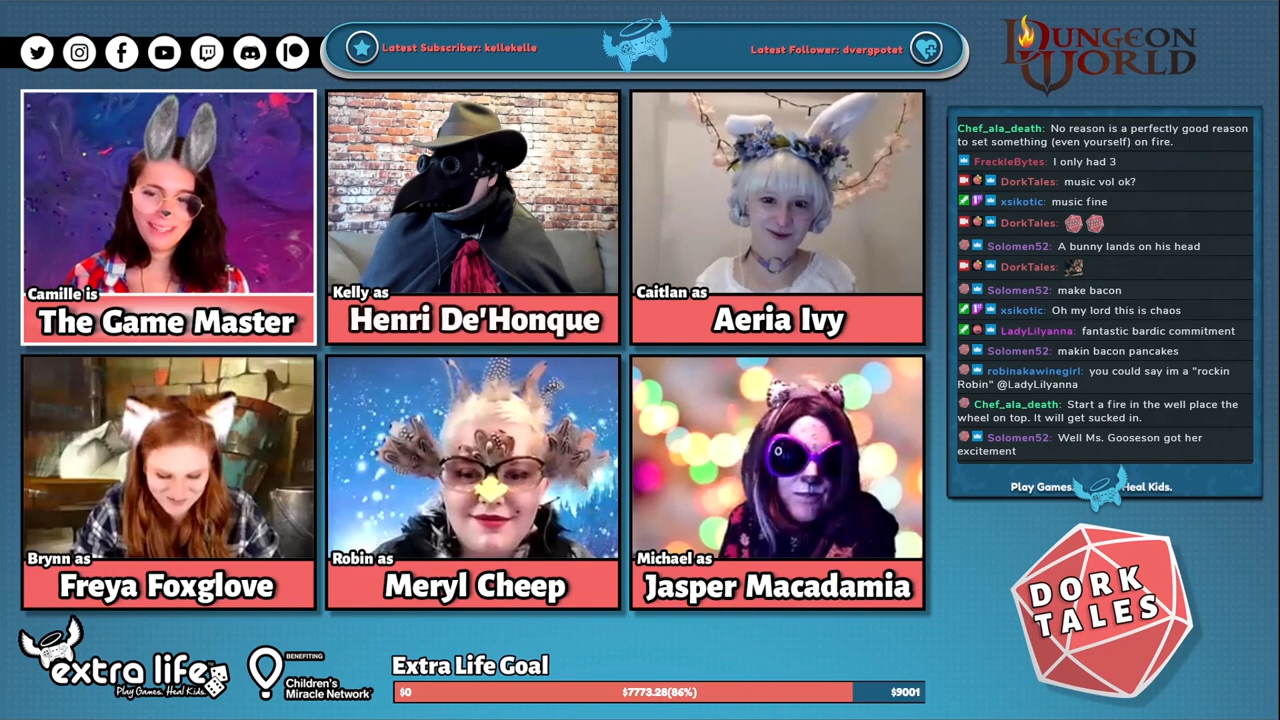 Latest Subscriber: kellekelle
Latest Follower: dvergpotet
DUNGEON
WORLD
Camille is
The Game Master
Kelly as
Henri De'Honque
Caitlan as
Aeria Ivy
Brynn as
Freya Foxglove
Robin as
Meryl Cheep
Michael as
Jasper Macadamia
Chef_ala_death: No reason is a perfectly good reason
to set something (even yourself) on fire.
FreckleBytes: I only had 3
DorkTales: music vol ok?
xsikotic: music fine
DorkTales:
Solomen52: A bunny lands on his head
DorkTales:
Solomen52: make bacon
xsikotic: Oh my lord this is chaos
LadyLilyanna: fantastic bardic commitment
Solomen52: makin bacon pancakes
robinakawinegirl: you could say im a "rockin
Robin" @LadyLilyanna
Chef_ala_death: Start a fire in the well place the
wheel on top. It will get sucked in.
Solomen52: Well Ms. Gooseson got her
excitement
Play Games. Heal Kids.
DORK
TALES
extra life
Play Games. Heal Kids.
BENEFITING
Children's
Miracle Network
Extra Life Goal
$0 $7773.28(86%) $9001